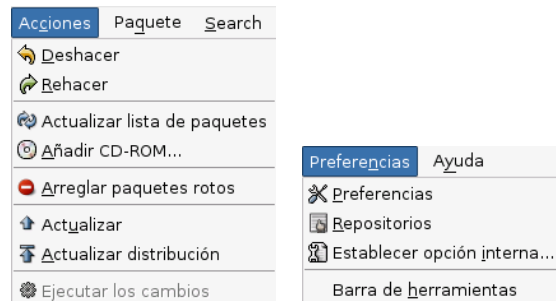 Acciones Paquete Search
Deshacer
Rehacer
Actualizar lista de paquetes
Añadir CD-ROM...
Arreglar paquetes rotos
Actualizar
Actualizar distribución
Ejecutar los cambios
Preferencias Ayuda
Preferencias
Repositorios
Establecer opción interna...
Barra de herramientas